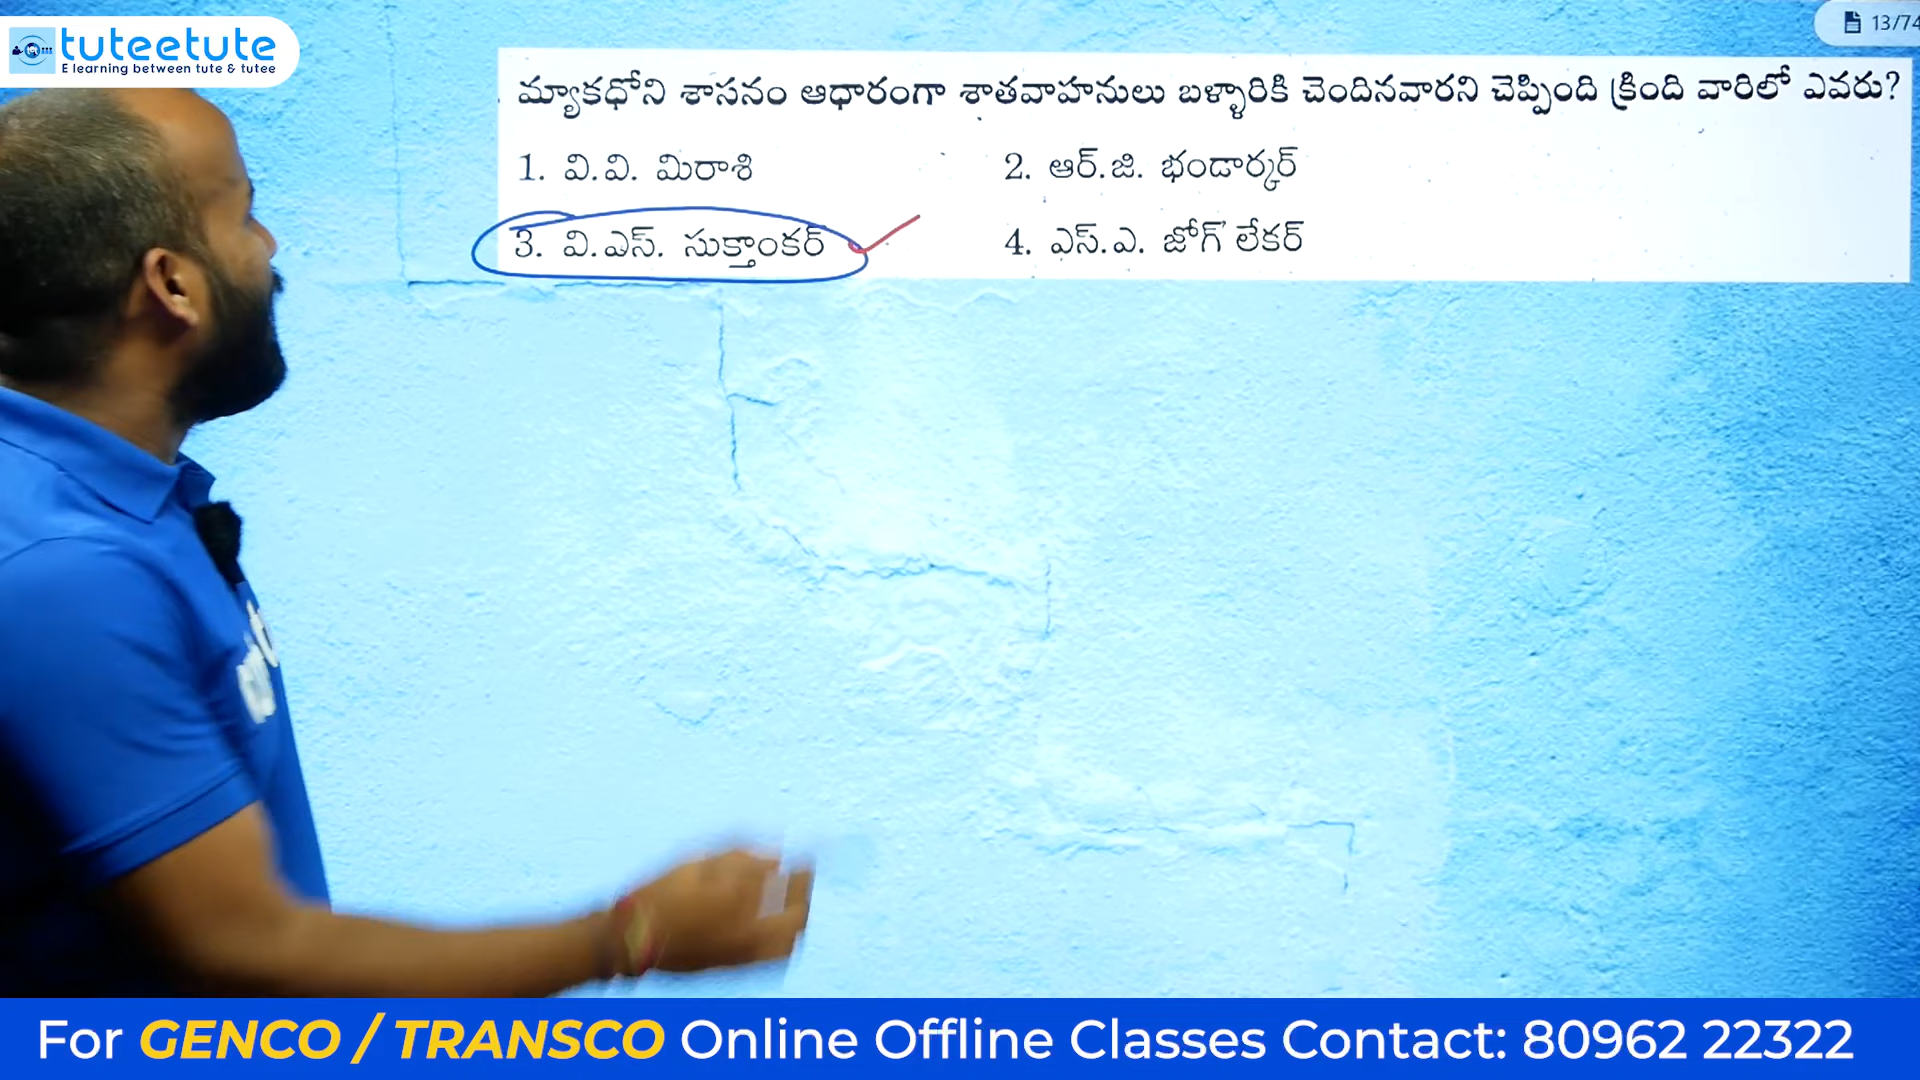 tuteetute
E learning between tute & tutee
13/74
మ్యాకధోని శాసనం ఆధారంగా శాతవాహనులు బళ్ళారికి చెందినవారని చెప్పింది క్రింది వారిలో ఎవరు?
1. వి.వి. మిరాశి 2. ఆర్.జి. భండార్కర్
3. వి.ఎస్. సుక్తాంకర్ 4. ఎస్.ఎ. జోగ్ లేకర్
For GENCO / TRANSCO Online Offline Classes Contact: 80962 22322